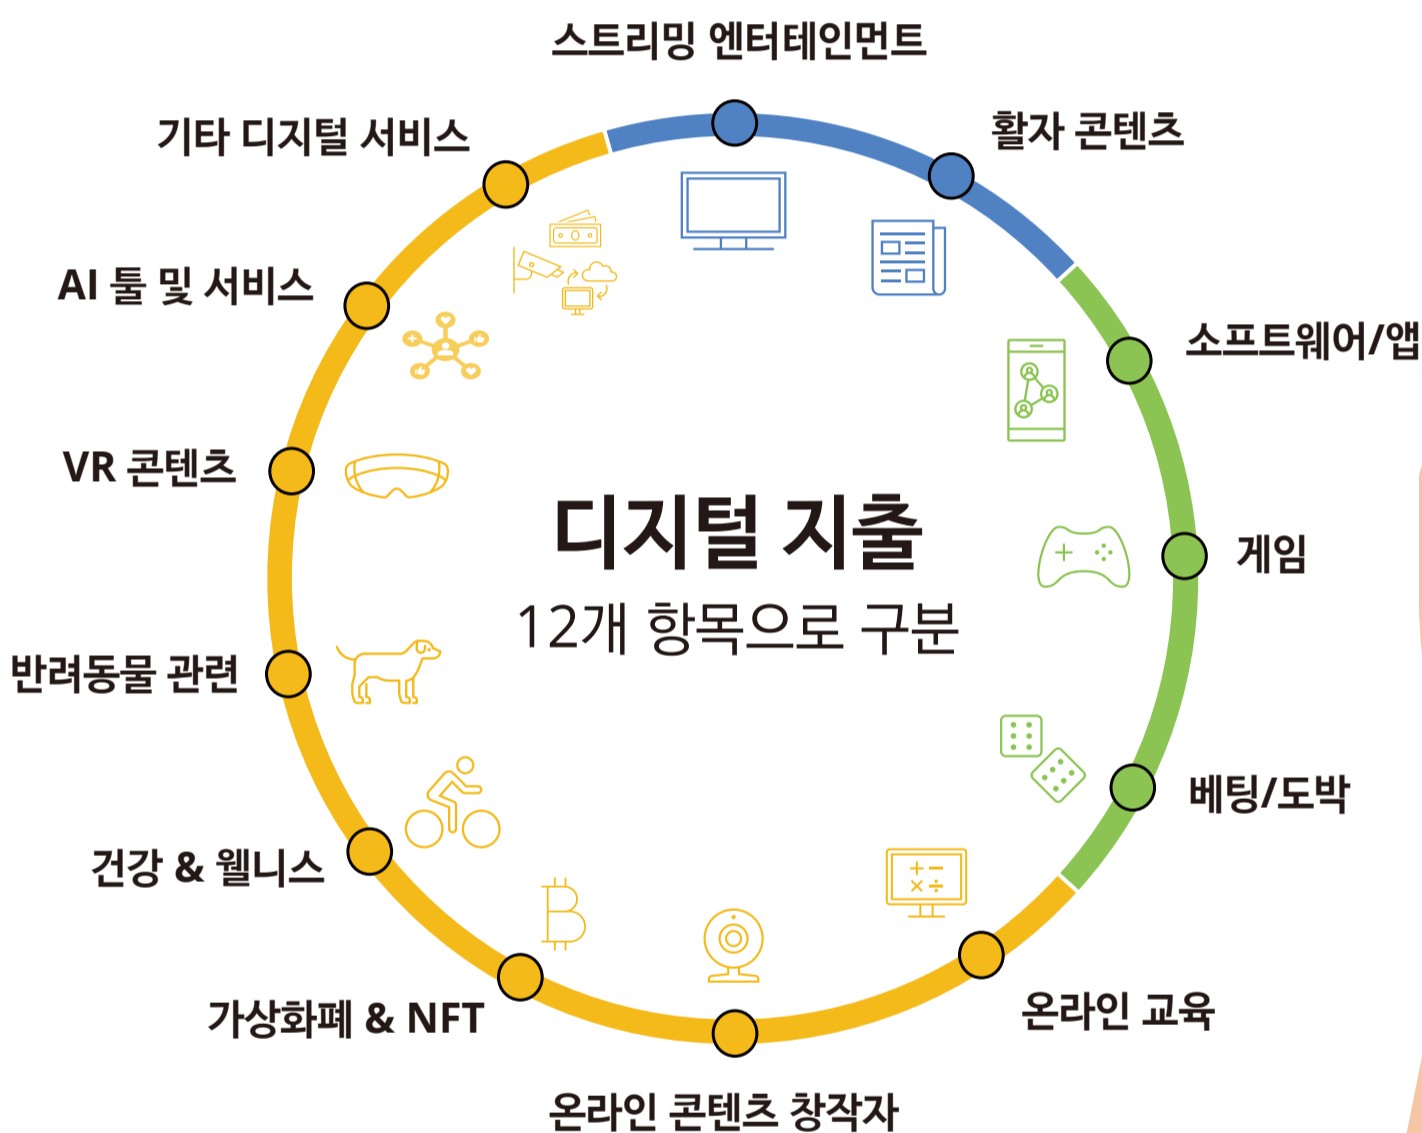 스트리밍 엔터테인먼트
활자 콘텐츠
기타 디지털 서비스
AI 툴 및 서비스
소프트웨어/앱
VR 콘텐츠
디지털 지출
게임
12개 항목으로 구분
반려동물 관련
베팅/도박
건강 & 웰니스
가상화폐 & NFT
온라인 교육
온라인 콘텐츠 창작자